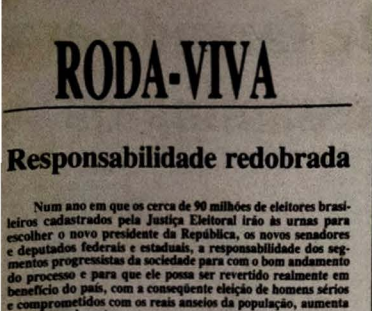 RODA-VIVA
Responsabilidade redobrada
Num ano em que os cerca de 90 milhões de eleitores brasi-
leiros cadastrados pela Justiça Eleitoral irão às urnas para
escolher o novo presidente da República, os novos senadores
e deputados federais e estaduais, a responsabilidade dos seg-
mentos progressistas da sociedade para com o bom andamento
do processo e para que ele possa ser revertido realmente em
benefício do país, com a conseqüente eleição de homens sérios
e comprometidos com os reais anseios da população, aumenta